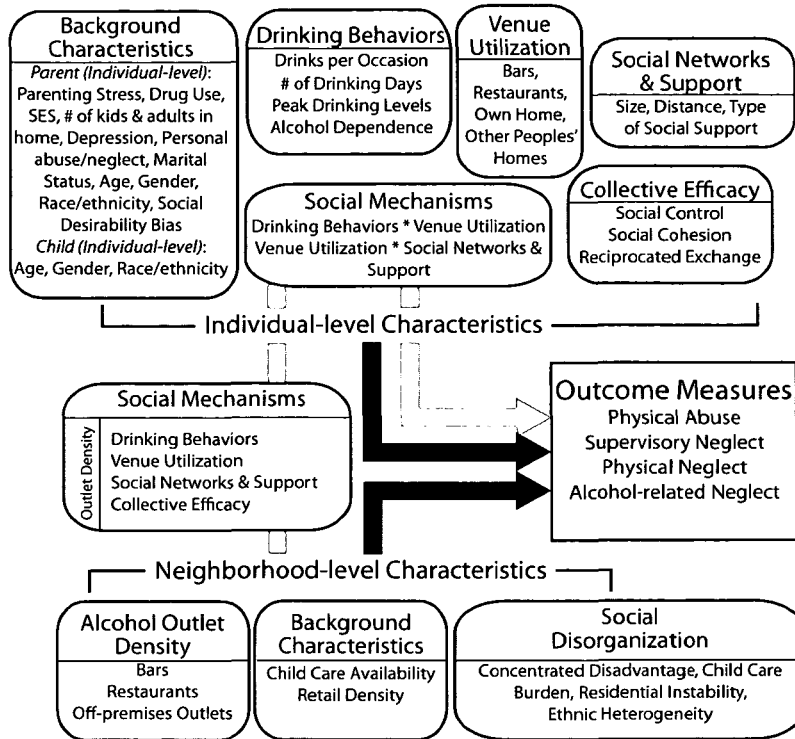 Background
Characteristics
Parent (Individual-level):
Parenting Stress, Drug Use,
SES, # of kids & adults in
home, Depression, Personal
abuse/neglect, Marital
Status, Age, Gender,
Race/ethnicity, Social
Desirability Bias
Child (Individual-level):
Age, Gender, Race/ethnicity
Drinking Behaviors
Drinks per Occasion
# of Drinking Days
Peak Drinking Levels
Alcohol Dependence
Venue
Utilization
Bars,
Restaurants,
Own Home,
Other Peoples'
Homes
Social Networks
& Support
Size, Distance, Type
of Social Support
Social Mechanisms
Drinking Behaviors * Venue Utilization
Venue Utilization * Social Networks &
Support
Collective Efficacy
Social Control
Social Cohesion
Reciprocated Exchange
Individual-level Characteristics
Social Mechanisms
Outlet Density
Drinking Behaviors
Venue Utilization
Social Networks & Support
Collective Efficacy
Outcome Measures
Physical Abuse
Supervisory Neglect
Physical Neglect
Alcohol-related Neglect
Neighborhood-level Characteristics
Alcohol Outlet
Density
Bars
Restaurants
Off-premises Outlets
Background
Characteristics
Child Care Availability
Retail Density
Social
Disorganization
Concentrated Disadvantage, Child Care
Burden, Residential Instability,
Ethnic Heterogeneity